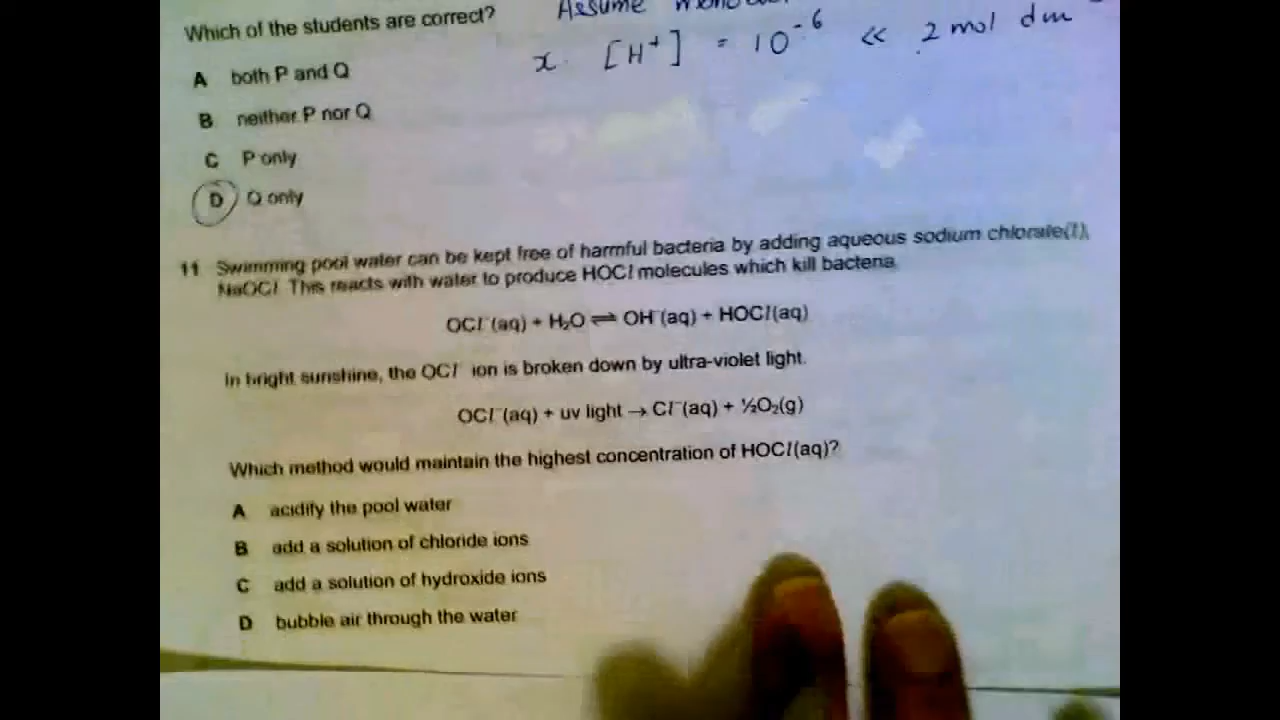 Which of the students are correct?
Assume
A both P and Q
x. [H⁺] = 10⁻⁶ << 2 mol dm⁻
B neither P nor Q
C P only
D Q only
11 Swimming pool water can be kept free of harmful bacteria by adding aqueous sodium chlorate(I),
NaOCl. This reacts with water to produce HOCl molecules which kill bacteria.
OCl⁻(aq) + H₂O ⇌ OH⁻(aq) + HOCl(aq)
In bright sunshine, the OCl⁻ ion is broken down by ultra-violet light.
OCl⁻(aq) + uv light → Cl⁻(aq) + ½O₂(g)
Which method would maintain the highest concentration of HOCl(aq)?
A acidify the pool water
B add a solution of chloride ions
C add a solution of hydroxide ions
D bubble air through the water